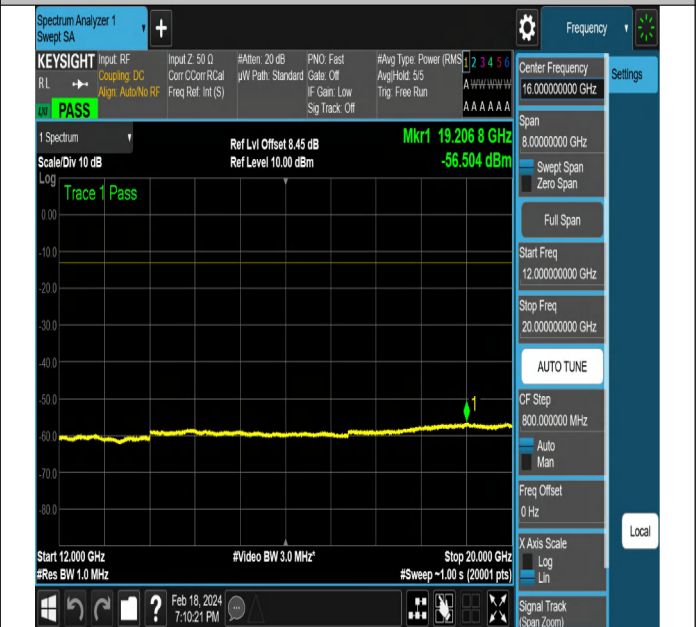 Spectrum Analyzer 1
Swept SA
Frequency
KEYSIGHT
RL
Input: RF
Coupling: DC
Align: Auto/No RF
Input Z: 50 Ω
Corr CCorr RCal
Freq Ref: Int (S)
#Atten: 20 dB
µW Path: Standard
PNO: Fast
Gate: Off
IF Gain: Low
Sig Track: Off
#Avg Type: Power (RMS
Avg|Hold: 5/5
Trig: Free Run
1 2 3 4 5 6
A W W W W W
A A A A A A
PASS
1 Spectrum
Scale/Div 10 dB
Ref Lvl Offset 8.45 dB
Ref Level 10.00 dBm
Mkr1 19.206 8 GHz
-56.504 dBm
Log
Trace 1 Pass
0.00
-10.0
-20.0
-30.0
-40.0
-50.0
-60.0
-70.0
-80.0
1
Start 12.000 GHz
#Res BW 1.0 MHz
#Video BW 3.0 MHz*
Stop 20.000 GHz
#Sweep ~1.00 s (20001 pts)
Feb 18, 2024
7:10:21 PM
Center Frequency
16.000000000 GHz
Settings
Span
8.00000000 GHz
Swept Span
Zero Span
Full Span
Start Freq
12.000000000 GHz
Stop Freq
20.000000000 GHz
AUTO TUNE
CF Step
800.000000 MHz
Auto
Man
Freq Offset
0 Hz
Local
X Axis Scale
Log
Lin
Signal Track
(Span Zoom)